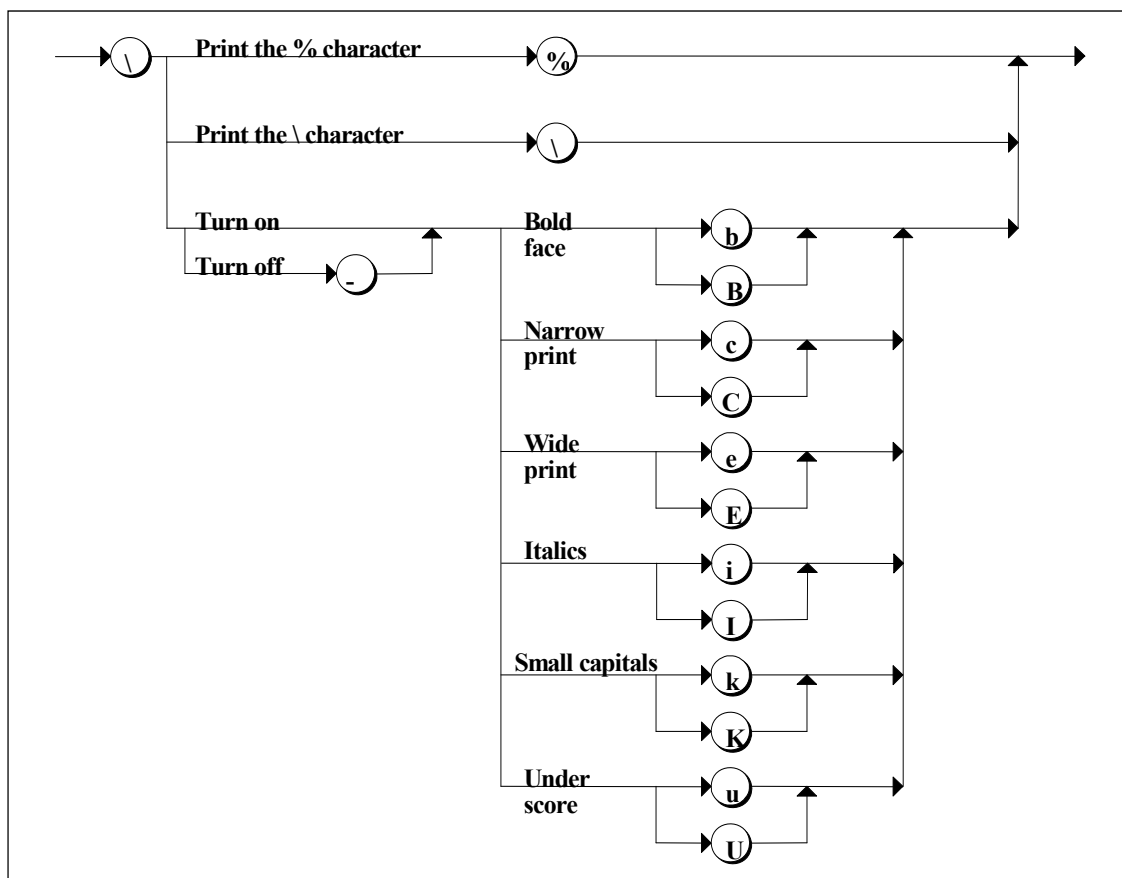 \ Print the % character %
Print the \ character \
Turn on Bold b
face
Turn off - B
Narrow c
print
C
Wide e
print
E
Italics i
I
Small capitals k
K
Under u
score
U